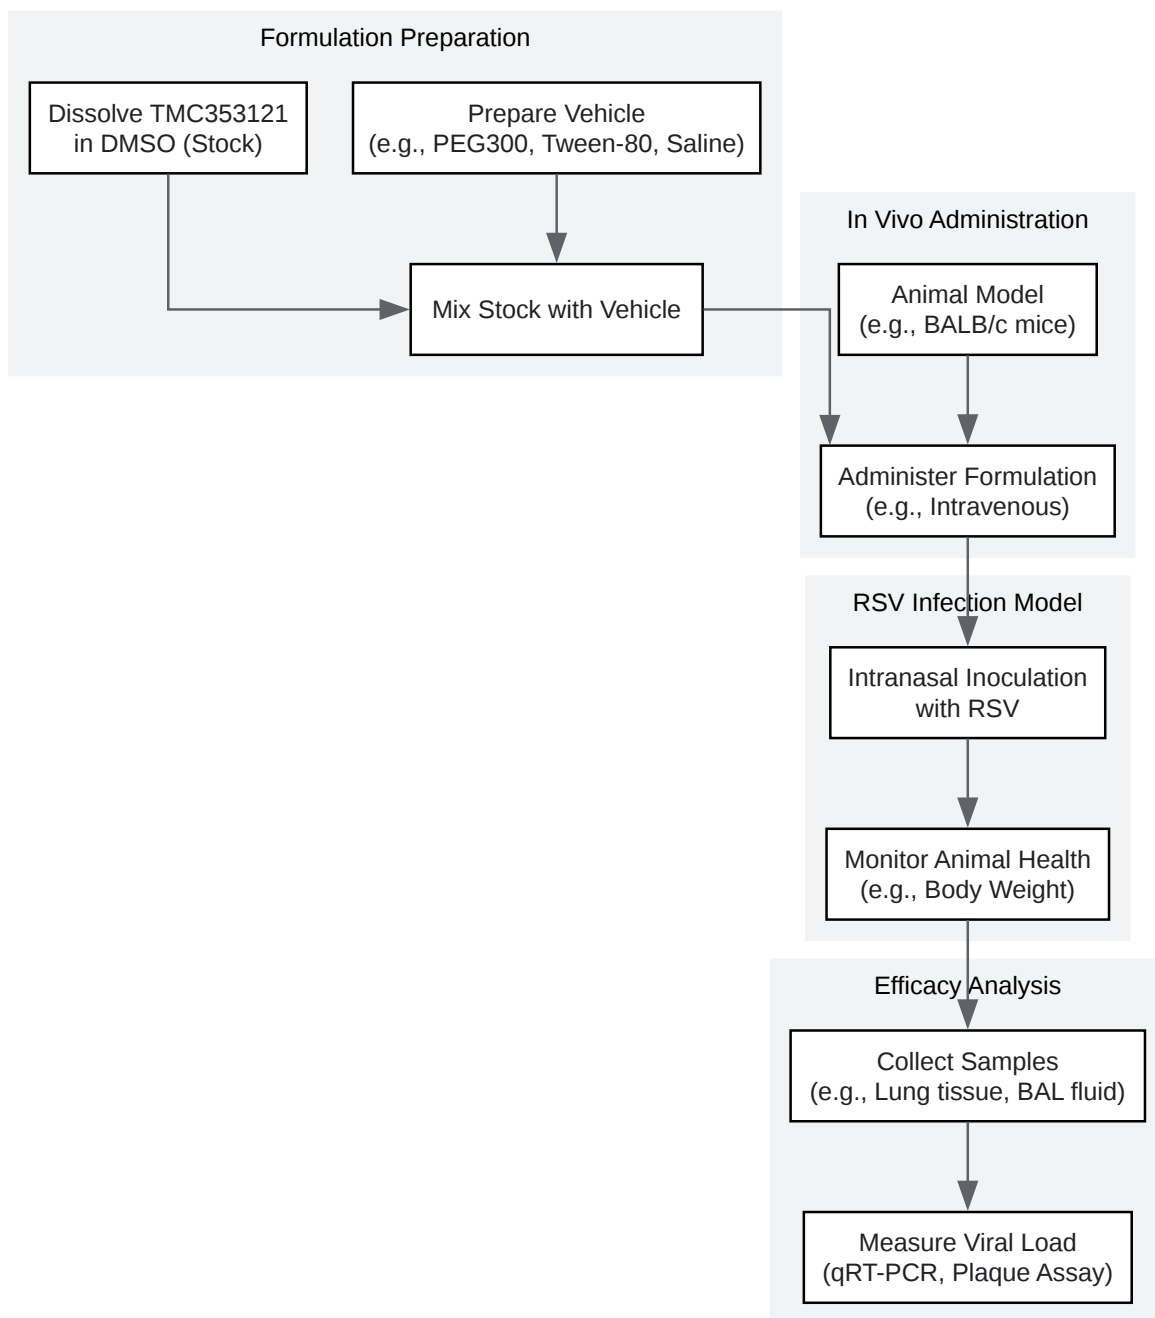 Formulation Preparation
Dissolve TMC353121
in DMSO (Stock)
Prepare Vehicle
(e.g., PEG300, Tween-80, Saline)
Mix Stock with Vehicle
In Vivo Administration
Animal Model
(e.g., BALB/c mice)
Administer Formulation
(e.g., Intravenous)
RSV Infection Model
Intranasal Inoculation
with RSV
Monitor Animal Health
(e.g., Body Weight)
Efficacy Analysis
Collect Samples
(e.g., Lung tissue, BAL fluid)
Measure Viral Load
(qRT-PCR, Plaque Assay)